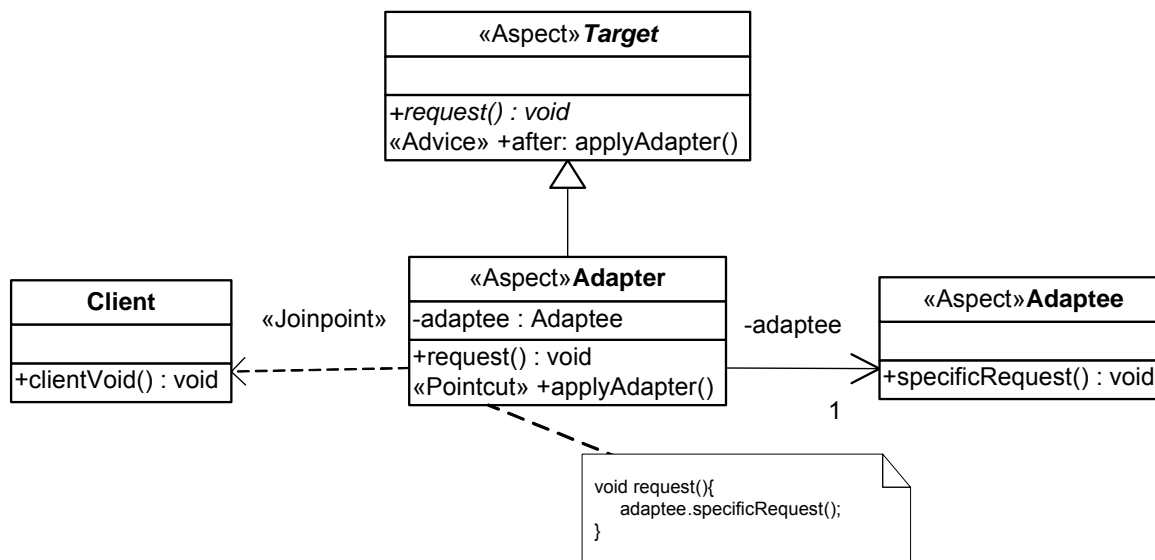 «Aspect»Target
+request() : void
«Advice» +after: applyAdapter()
Client
+clientVoid() : void
«Joinpoint»
«Aspect»Adapter
-adaptee : Adaptee
+request() : void
«Pointcut» +applyAdapter()
-adaptee
1
«Aspect»Adaptee
+specificRequest() : void
void request(){
adaptee.specificRequest();
}